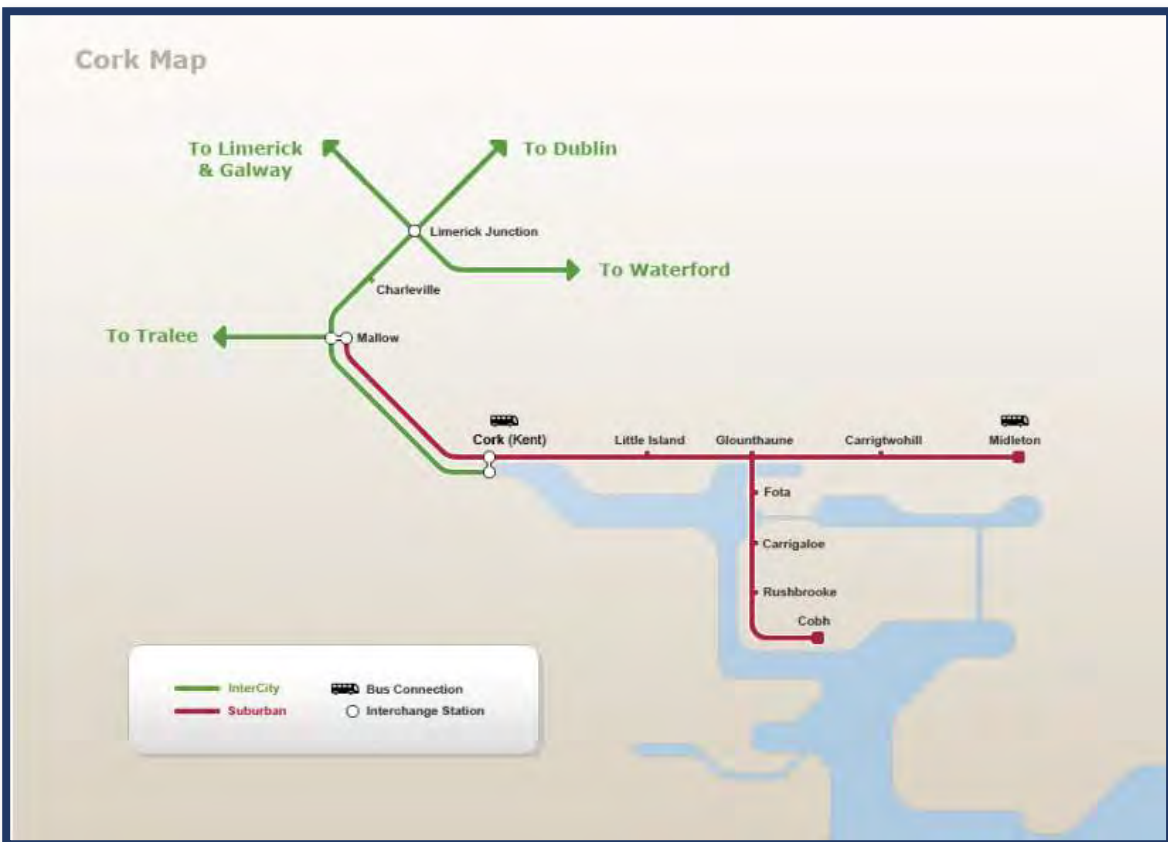 Cork Map
To Limerick
& Galway
To Dublin
Limerick Junction
To Waterford
Charleville
To Tralee
Mallow
Cork (Kent)
Little Island
Glounthaune
Carrigtwohill
Midleton
Fota
Carrigaloe
Rushbrooke
Cobh
InterCity
Bus Connection
Suburban
Interchange Station